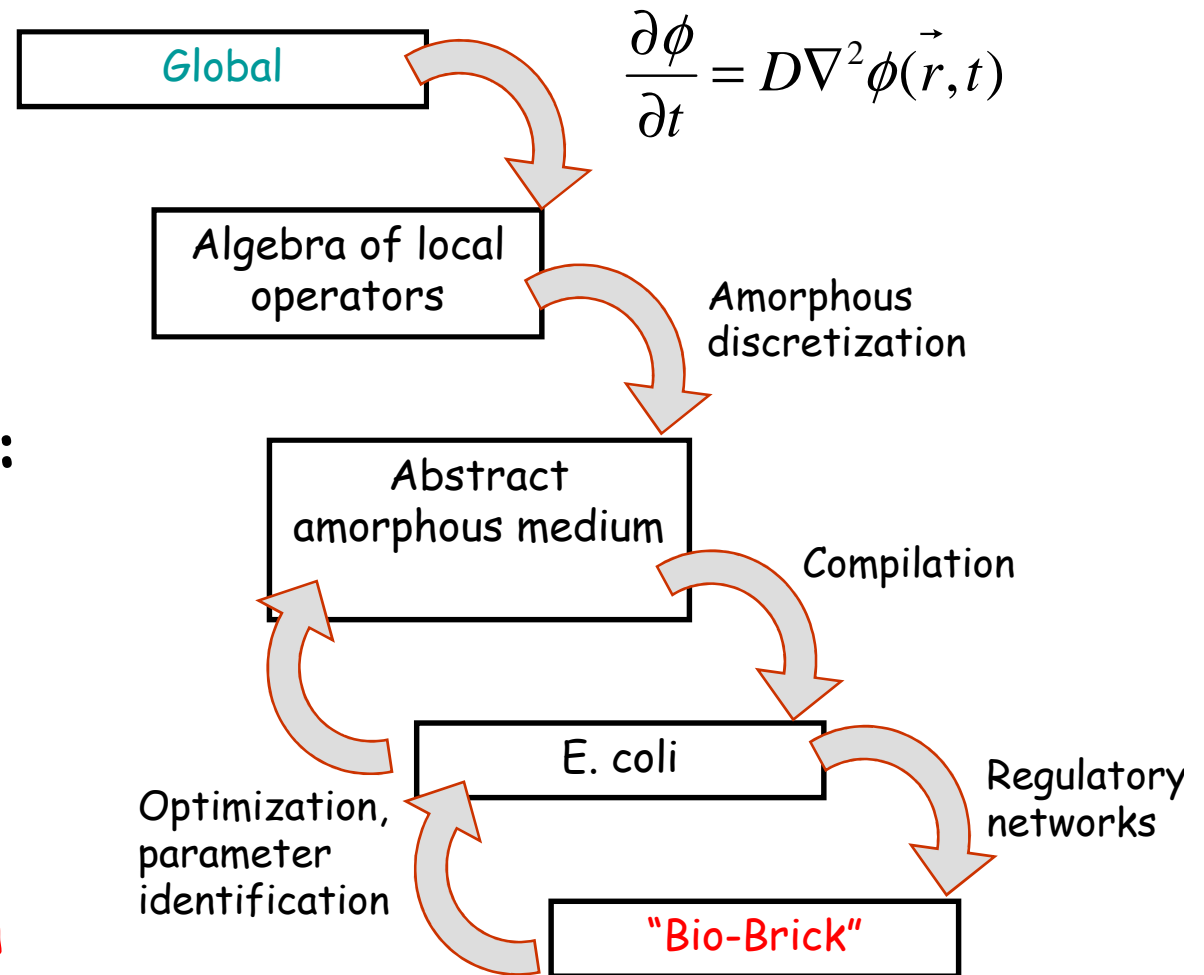 Global
∂φ/∂t = D∇²φ(r⃗,t)
Algebra of local
operators
Amorphous
discretization
:
Abstract
amorphous medium
Compilation
E. coli
Regulatory
networks
Optimization,
parameter
identification
"Bio-Brick"